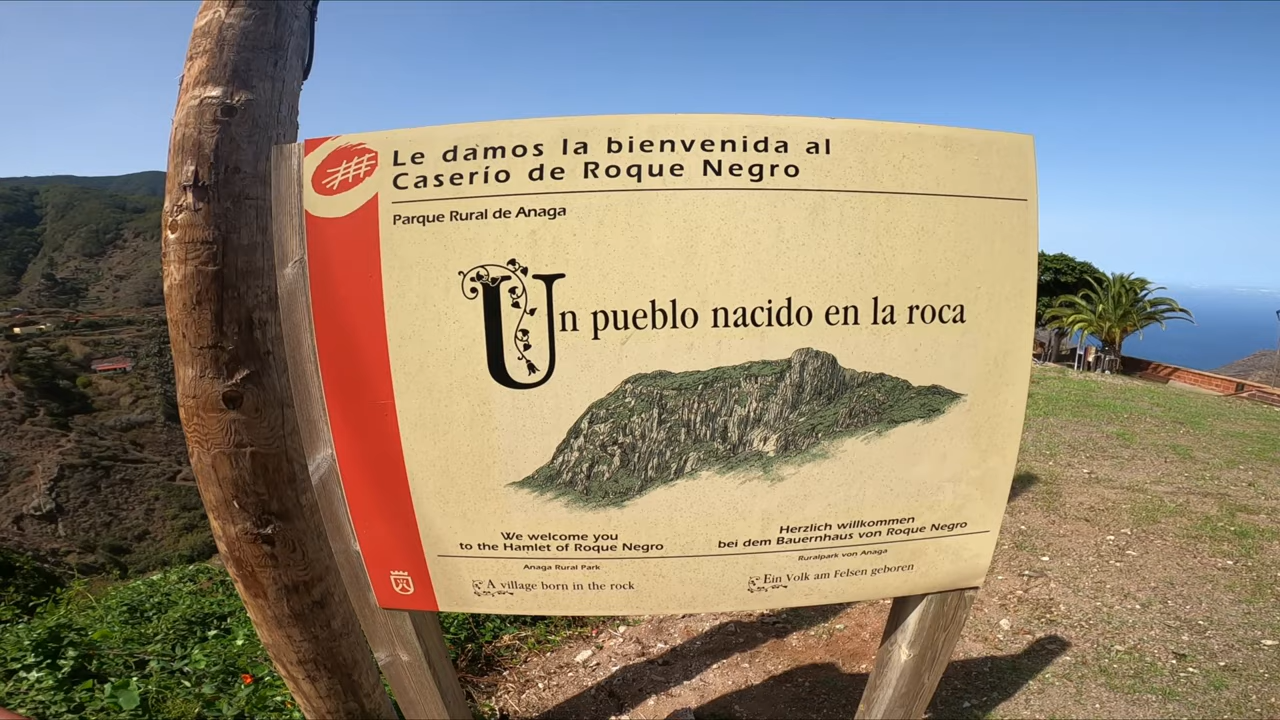 Le damos la bienvenida al
Caserío de Roque Negro
Parque Rural de Anaga
Un pueblo nacido en la roca
We welcome you
to the Hamlet of Roque Negro
Anaga Rural Park
A village born in the rock
Herzlich willkommen
bei dem Bauernhaus von Roque Negro
Ruralpark von Anaga
Ein Volk am Felsen geboren